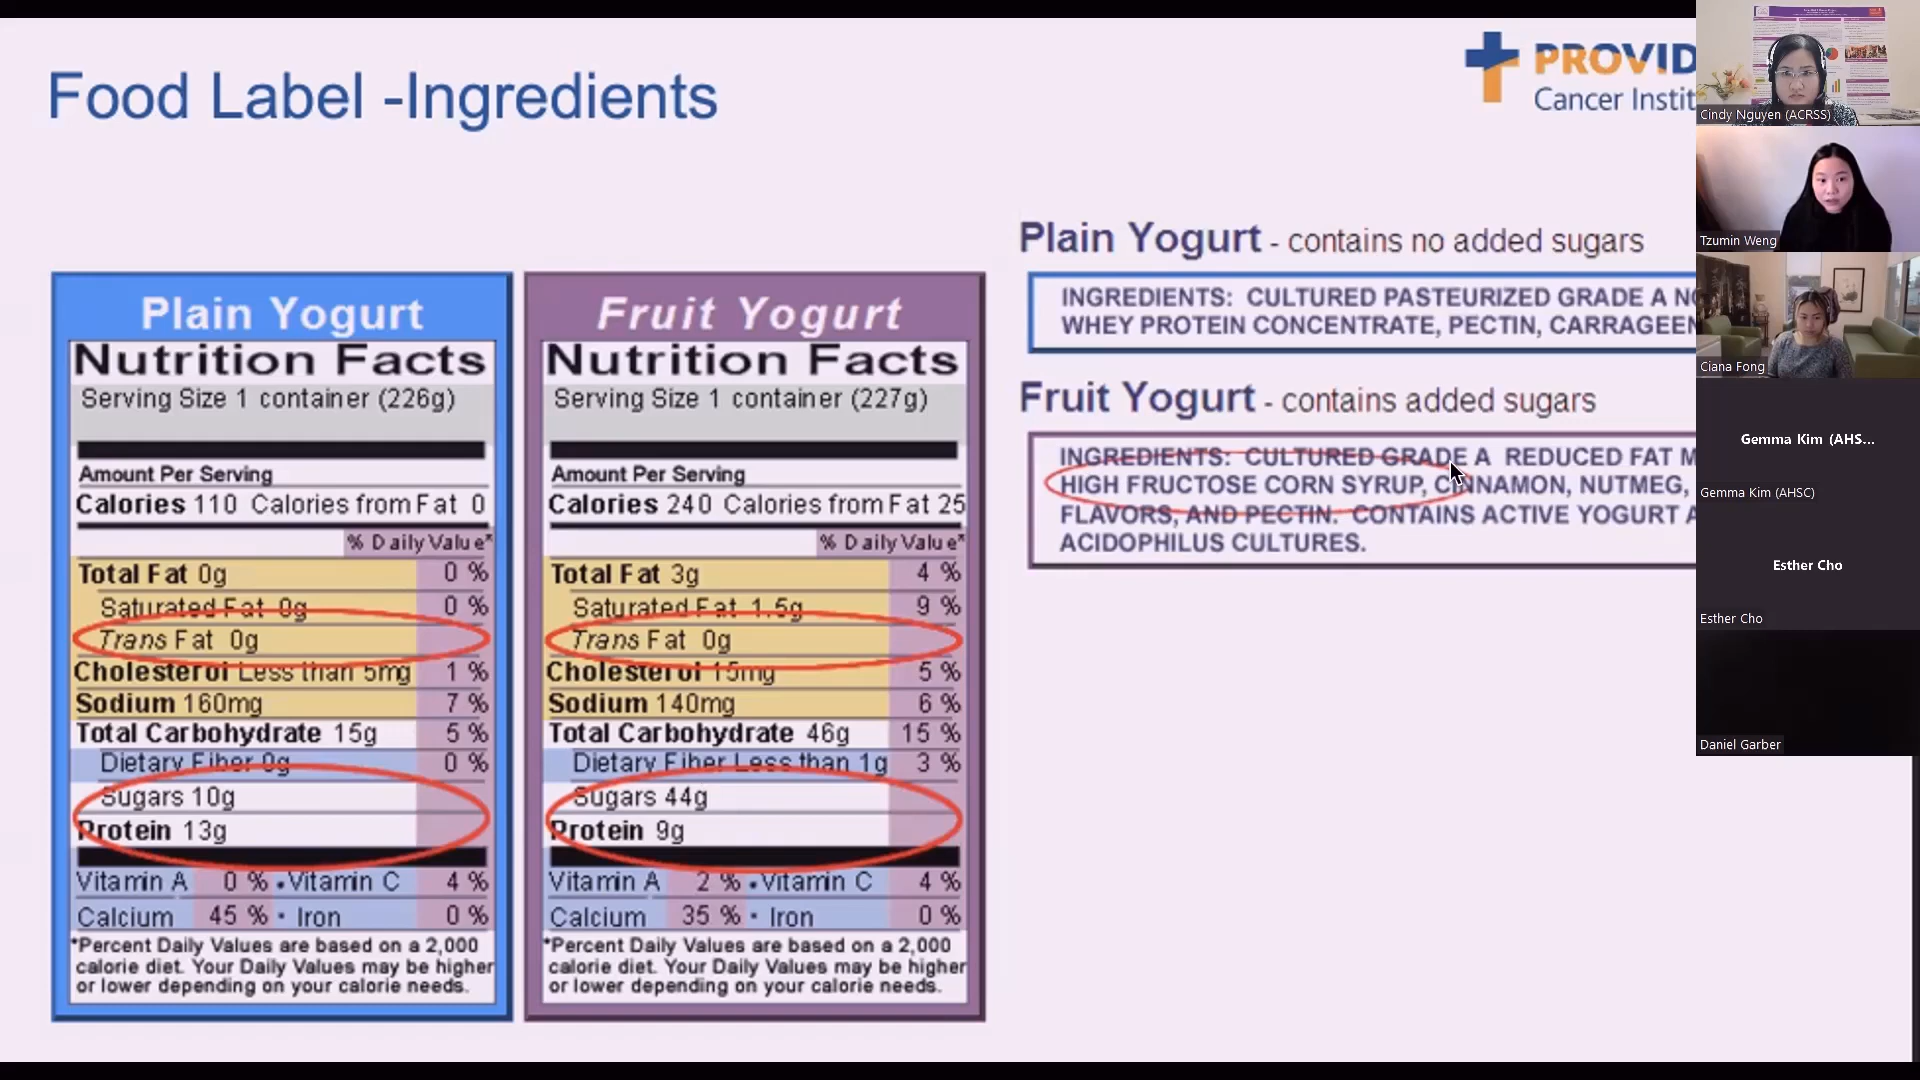 Food Label -Ingredients
PROVID
Cancer Instit
Plain Yogurt
Nutrition Facts
Serving Size 1 container (226g)
Amount Per Serving
Calories 110 Calories from Fat 0
% Daily Value*
Total Fat 0g 0 %
Saturated Fat 0g 0 %
Trans Fat 0g
Cholesterol Less than 5mg 1 %
Sodium 160mg 7 %
Total Carbohydrate 15g 5 %
Dietary Fiber 0g 0 %
Sugars 10g
Protein 13g
Vitamin A 0 % • Vitamin C 4 %
Calcium 45 % • Iron 0 %
*Percent Daily Values are based on a 2,000
calorie diet. Your Daily Values may be higher
or lower depending on your calorie needs.
Fruit Yogurt
Nutrition Facts
Serving Size 1 container (227g)
Amount Per Serving
Calories 240 Calories from Fat 25
% Daily Value*
Total Fat 3g 4 %
Saturated Fat 1.5g 9 %
Trans Fat 0g
Cholesterol 15mg 5 %
Sodium 140mg 6 %
Total Carbohydrate 46g 15 %
Dietary Fiber Less than 1g 3 %
Sugars 44g
Protein 9g
Vitamin A 2 % • Vitamin C 4 %
Calcium 35 % • Iron 0 %
*Percent Daily Values are based on a 2,000
calorie diet. Your Daily Values may be higher
or lower depending on your calorie needs.
Plain Yogurt - contains no added sugars
INGREDIENTS: CULTURED PASTEURIZED GRADE A
WHEY PROTEIN CONCENTRATE, PECTIN, CARRAGEEN
Fruit Yogurt - contains added sugars
INGREDIENTS: CULTURED GRADE A REDUCED FAT
HIGH FRUCTOSE CORN SYRUP, CINNAMON, NUTMEG,
FLAVORS, AND PECTIN. CONTAINS ACTIVE YOGURT
ACIDOPHILUS CULTURES.
Cindy Nguyen (ACRSS)
Tzumin Weng
Ciana Fong
Gemma Kim (AHS...
Gemma Kim (AHSC)
Esther Cho
Esther Cho
Daniel Garber